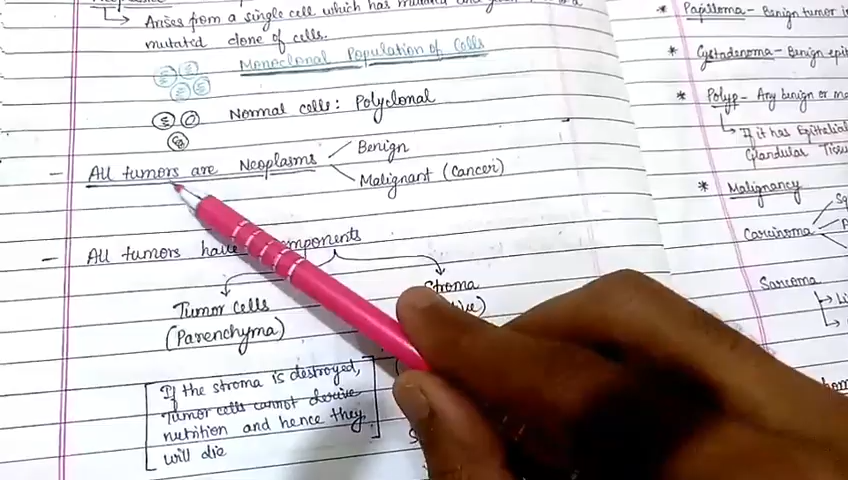 Arises from a single cell which has mutated and
mutated clone of cells.
Monoclonal Population of Cells
Normal cells: Polyclonal
- All tumors are Neoplasms
Benign
Malignant (Cancer)
- All tumors have components
Tumor Cells
(Parenchyma)
Stroma
If the stroma is destroyed,
Tumor cells cannot derive
nutrition and hence they
will die
* Papilloma - Benign tumor
* Cystadenoma - Benign
* Polyp - Any benign or
If it has Epithelial
Glandular
* Malignancy
Carcinoma
Sarcoma